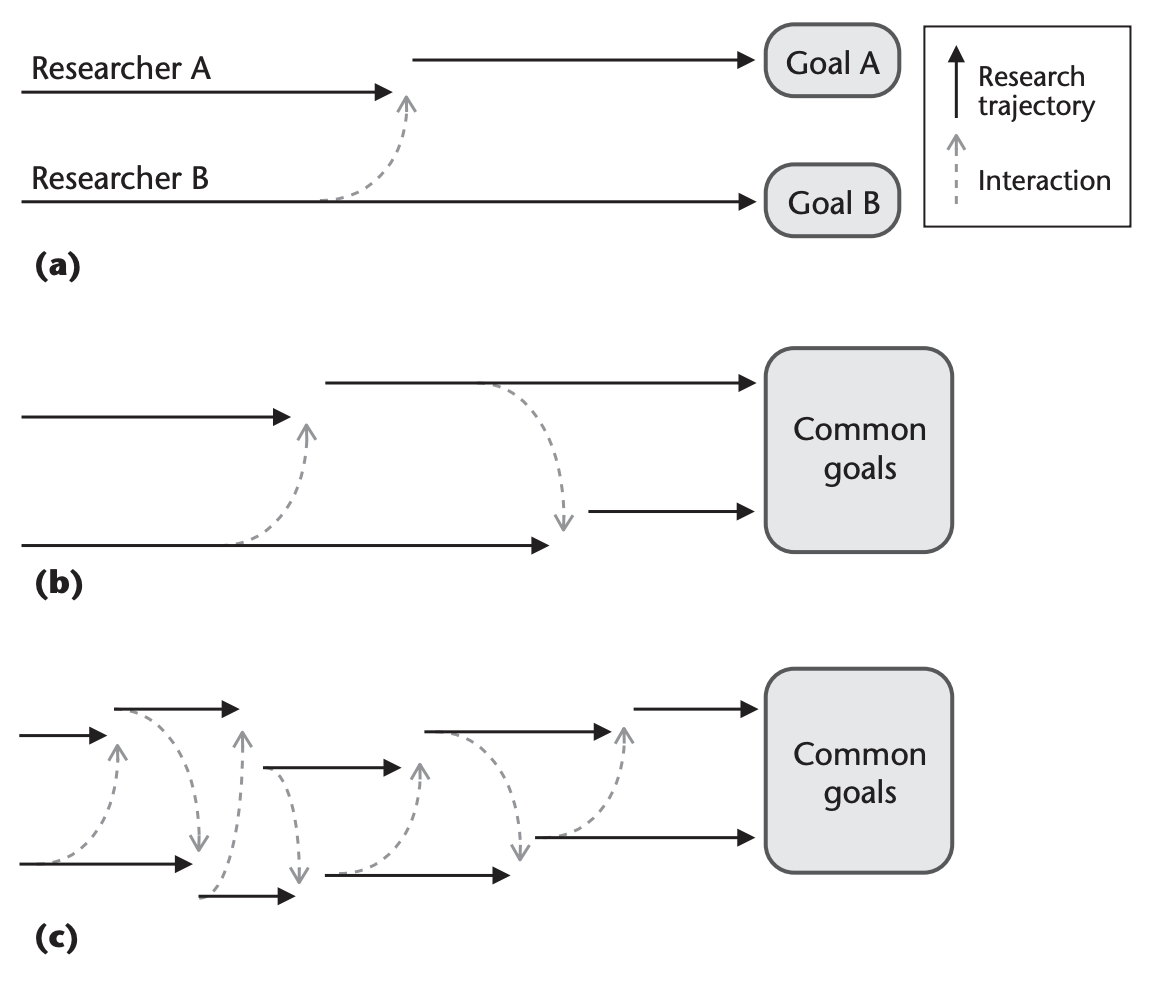 Researcher A
Goal A
Research
trajectory
Researcher B
Goal B
Interaction
(a)
Common
goals
(b)
Common
goals
(c)